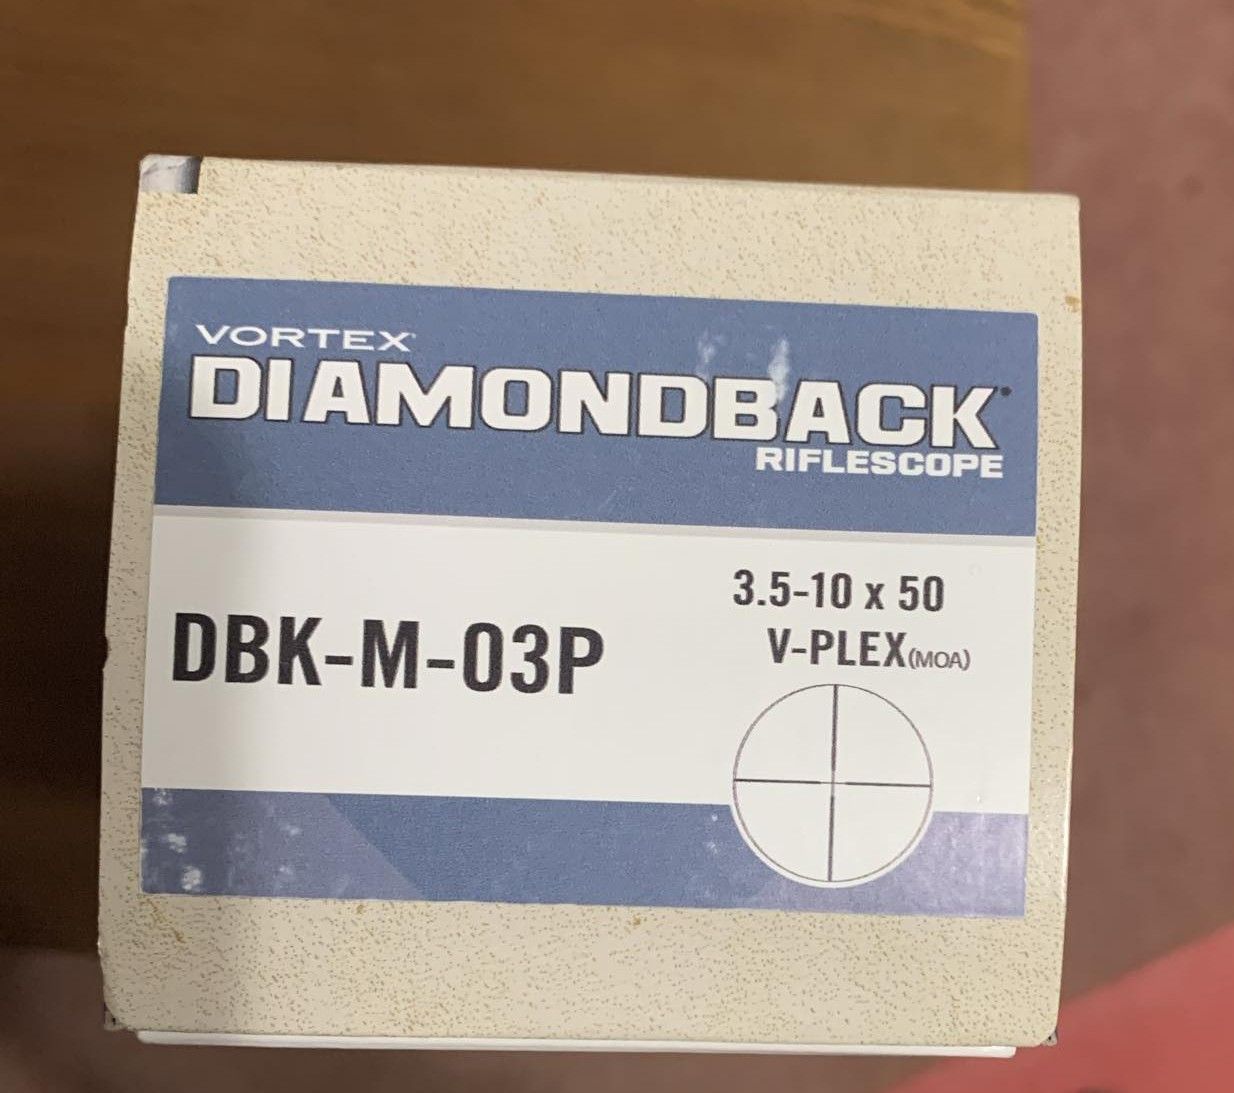 VORTEX
DIAMONDBACK
RIFLESCOPE
DBK-M-03P
3.5-10 x 50
V-PLEX(MOA)